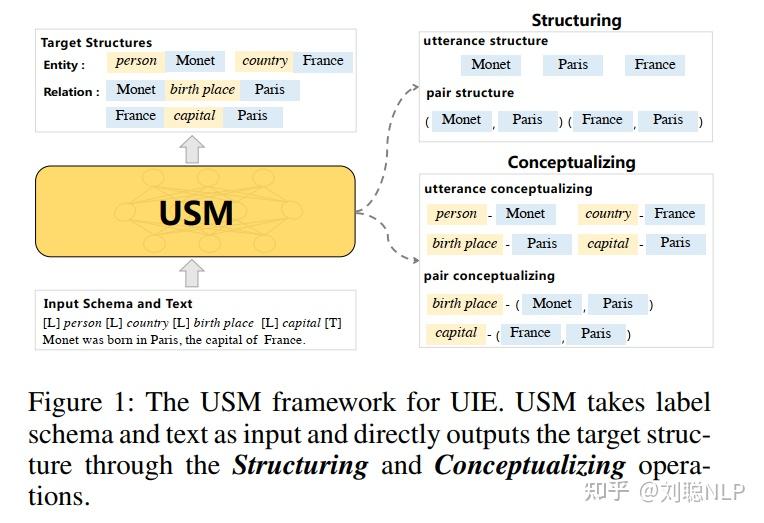 Target Structures
Entity : person Monet country France
Relation : Monet birth place Paris
France capital Paris
USM
Input Schema and Text
[L] person [L] country [L] birth place [L] capital [T]
Monet was born in Paris, the capital of France.
Structuring
utterance structure
Monet Paris France
pair structure
( Monet , Paris ) ( France , Paris )
Conceptualizing
utterance conceptualizing
person - Monet country - France
birth place - Paris capital - Paris
pair conceptualizing
birth place - ( Monet , Paris )
capital - ( France , Paris )
Figure 1: The USM framework for UIE. USM takes label
schema and text as input and directly outputs the target struc-
ture through the Structuring and Conceptualizing opera-
tions.
知乎 @刘聪NLP